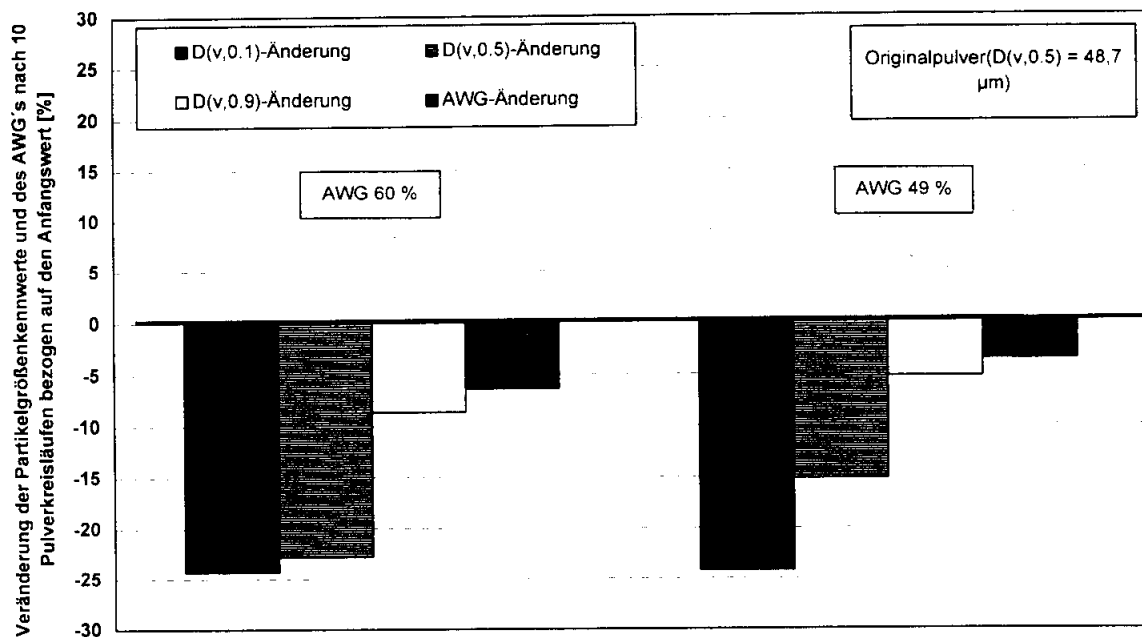 Veränderung der Partikelgrößenkennwerte und des AWG´s nach 10
Pulverkreisläufen bezogen auf den Anfangswert [%]
30
25
20
15
10
5
0
-5
-10
-15
-20
-25
-30
D(v,0.1)-Änderung
D(v,0.5)-Änderung
D(v,0.9)-Änderung
AWG-Änderung
Originalpulver(D(v,0.5) = 48,7
µm)
AWG 60 %
AWG 49 %